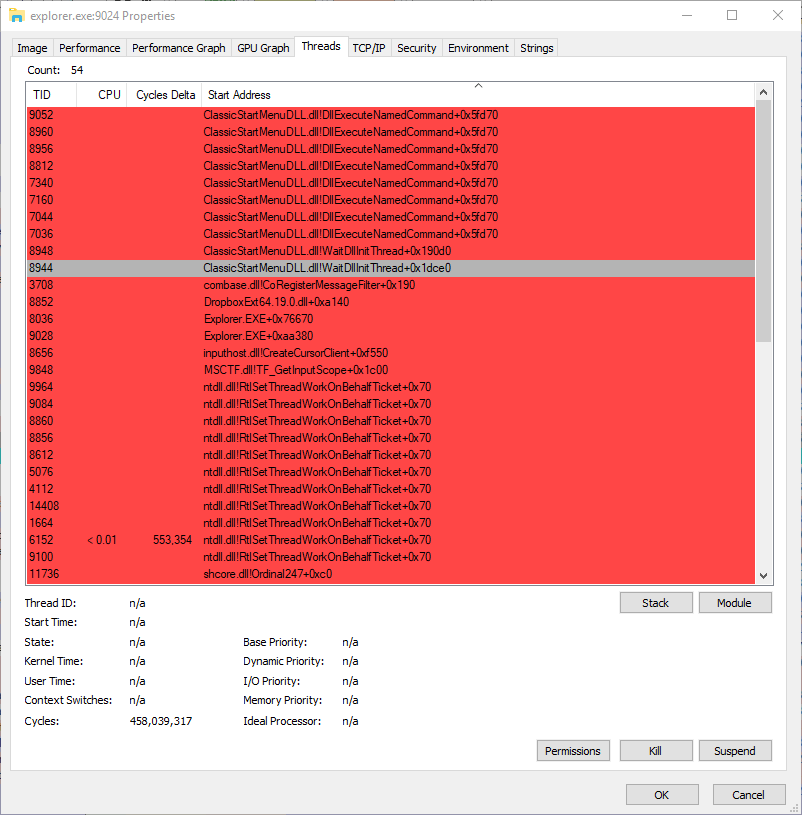 explorer.exe:9024 Properties
Image Performance Performance Graph GPU Graph Threads TCP/IP Security Environment Strings
Count: 54
TID CPU Cycles Delta Start Address
9052 ClassicStartMenuDLL.dll!DllExecuteNamedCommand+0x5fd70
8960 ClassicStartMenuDLL.dll!DllExecuteNamedCommand+0x5fd70
8956 ClassicStartMenuDLL.dll!DllExecuteNamedCommand+0x5fd70
8812 ClassicStartMenuDLL.dll!DllExecuteNamedCommand+0x5fd70
7340 ClassicStartMenuDLL.dll!DllExecuteNamedCommand+0x5fd70
7160 ClassicStartMenuDLL.dll!DllExecuteNamedCommand+0x5fd70
7044 ClassicStartMenuDLL.dll!DllExecuteNamedCommand+0x5fd70
7036 ClassicStartMenuDLL.dll!DllExecuteNamedCommand+0x5fd70
8948 ClassicStartMenuDLL.dll!WaitDllInitThread+0x190d0
8944 ClassicStartMenuDLL.dll!WaitDllInitThread+0x1dce0
3708 combase.dll!CoRegisterMessageFilter+0x190
8852 DropboxExt64.19.0.dll+0xa140
8036 Explorer.EXE+0x76670
9028 Explorer.EXE+0xaa380
8656 inputhost.dll!CreateCursorClient+0xf550
9848 MSCTF.dll!TF_GetInputScope+0x1c00
9964 ntdll.dll!RtlSetThreadWorkOnBehalfTicket+0x70
9084 ntdll.dll!RtlSetThreadWorkOnBehalfTicket+0x70
8860 ntdll.dll!RtlSetThreadWorkOnBehalfTicket+0x70
8856 ntdll.dll!RtlSetThreadWorkOnBehalfTicket+0x70
8612 ntdll.dll!RtlSetThreadWorkOnBehalfTicket+0x70
5076 ntdll.dll!RtlSetThreadWorkOnBehalfTicket+0x70
4112 ntdll.dll!RtlSetThreadWorkOnBehalfTicket+0x70
14408 ntdll.dll!RtlSetThreadWorkOnBehalfTicket+0x70
1664 ntdll.dll!RtlSetThreadWorkOnBehalfTicket+0x70
6152 < 0.01 553,354 ntdll.dll!RtlSetThreadWorkOnBehalfTicket+0x70
9100 ntdll.dll!RtlSetThreadWorkOnBehalfTicket+0x70
11736 shcore.dll!Ordinal247+0xc0
Thread ID: n/a Stack Module
Start Time: n/a
State: n/a Base Priority: n/a
Kernel Time: n/a Dynamic Priority: n/a
User Time: n/a I/O Priority: n/a
Context Switches: n/a Memory Priority: n/a
Cycles: 458,039,317 Ideal Processor: n/a
Permissions Kill Suspend
OK Cancel